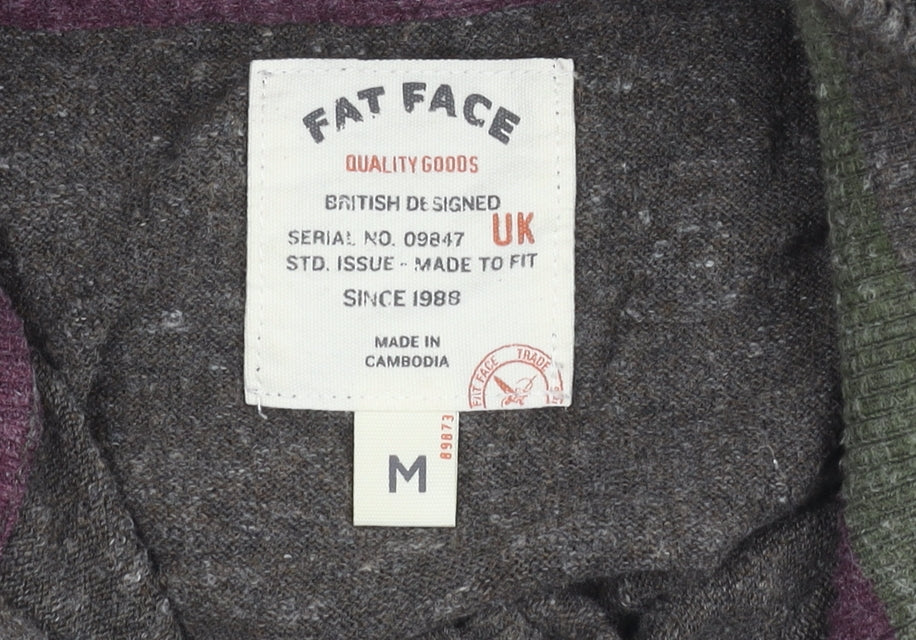 FAT FACE
QUALITY GOODS
BRITISH DESIGNED
UK
SERIAL NO. 09847
STD. ISSUE - MADE TO FIT
SINCE 1988
MADE IN
CAMBODIA
FAT FACE TRADE
M
89873